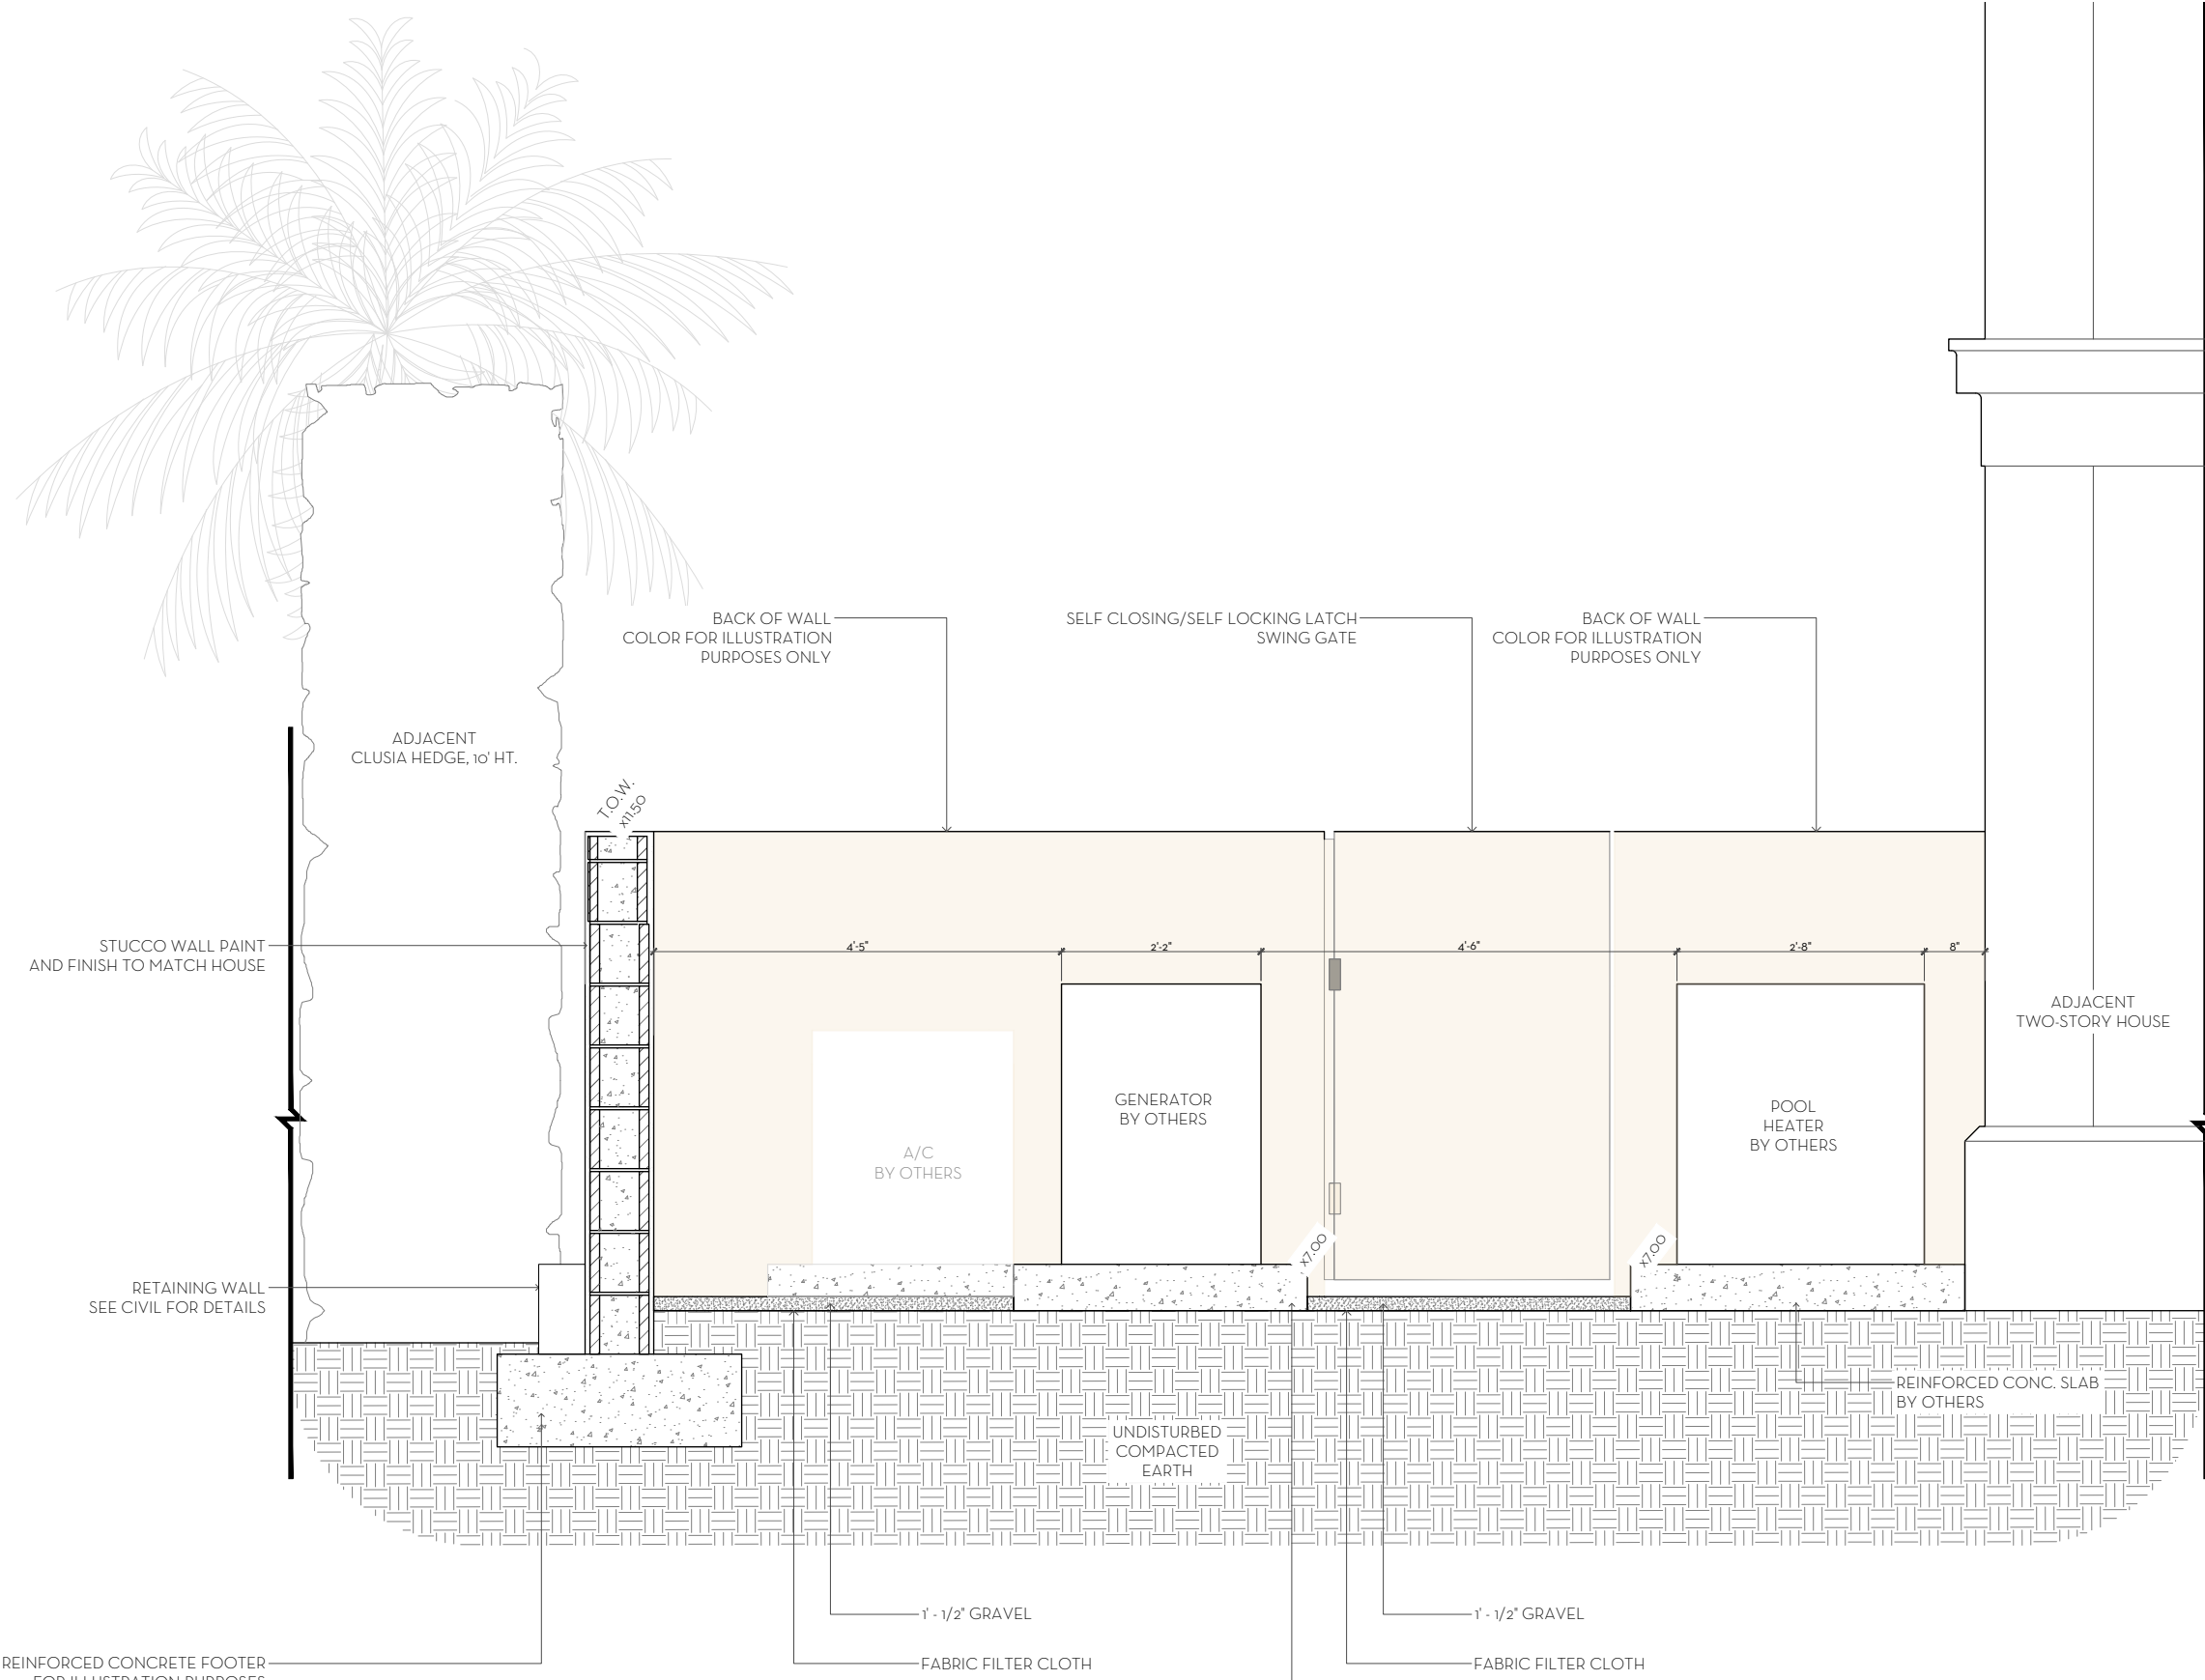 BACK OF WALL
COLOR FOR ILLUSTRATION
PURPOSES ONLY
SELF CLOSING/SELF LOCKING LATCH
SWING GATE
BACK OF WALL
COLOR FOR ILLUSTRATION
PURPOSES ONLY
ADJACENT
CLUSIA HEDGE, 10' HT.
T.O.W.
x11.50
STUCCO WALL PAINT
AND FINISH TO MATCH HOUSE
4'-5"
2'-2"
4'-6"
2'-8"
8"
ADJACENT
TWO-STORY HOUSE
GENERATOR
BY OTHERS
POOL
HEATER
BY OTHERS
A/C
BY OTHERS
x7.00
x7.00
RETAINING WALL
SEE CIVIL FOR DETAILS
REINFORCED CONC. SLAB
BY OTHERS
UNDISTURBED
COMPACTED
EARTH
1' - 1/2" GRAVEL
1' - 1/2" GRAVEL
REINFORCED CONCRETE FOOTER
FOR ILLUSTRATION PURPOSES
FABRIC FILTER CLOTH
FABRIC FILTER CLOTH